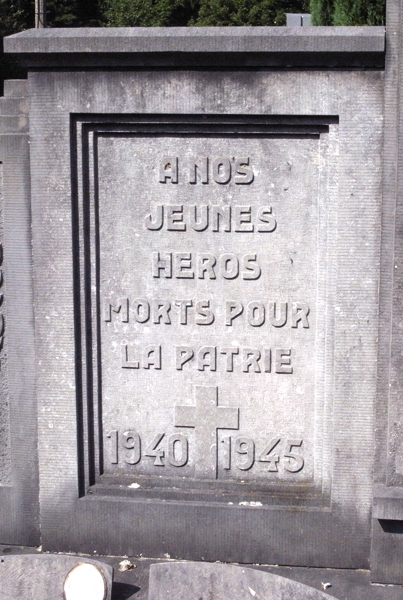 A NOS
JEUNES
HEROS
MORTS POUR
LA PATRIE
1940 1945